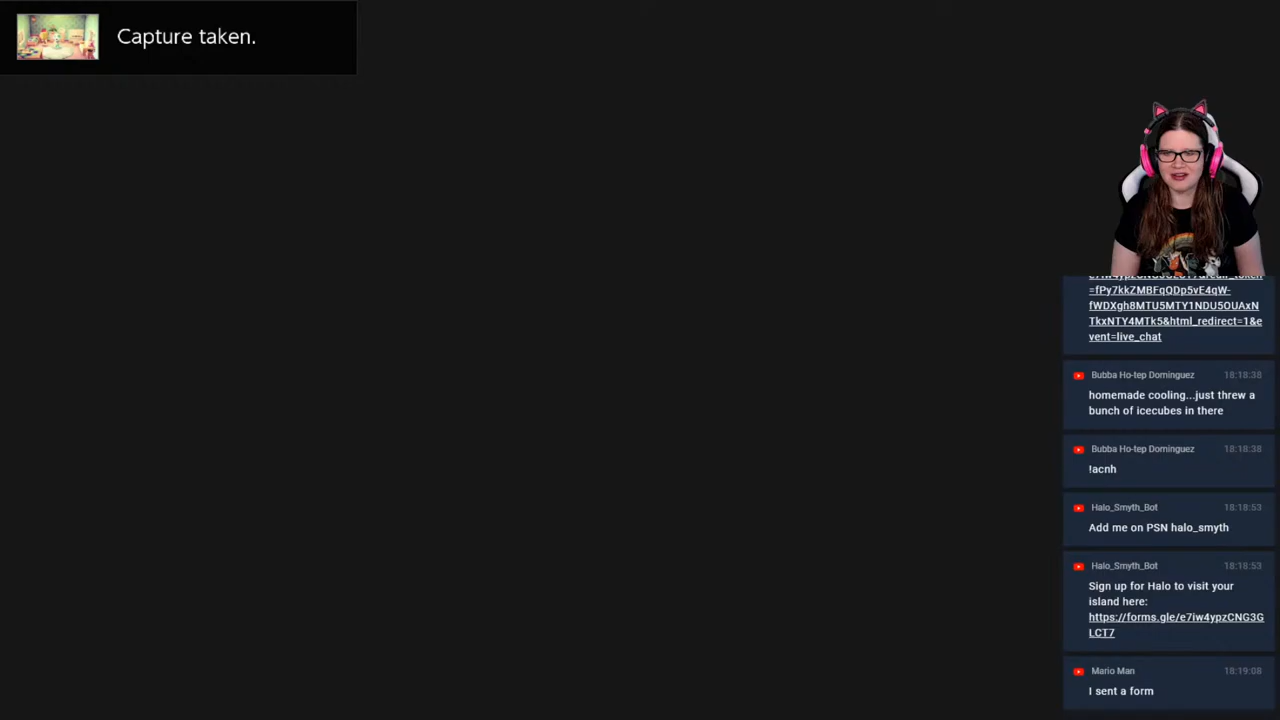 Capture taken.
=fPy7kkZMBFqQDp5vE4qW-
fWDXgh8MTU5MTY1NDU5OUAxN
TkxNTY4MTk5&html_redirect=1&e
vent=live_chat
Bubba Ho-tep Dominguez 18:18:38
homemade cooling...just threw a
bunch of icecubes in there
Bubba Ho-tep Dominguez 18:18:38
!acnh
Halo_Smyth_Bot 18:18:53
Add me on PSN halo_smyth
Halo_Smyth_Bot 18:18:53
Sign up for Halo to visit your
island here:
https://forms.gle/e7iw4ypzCNG3G
LCT7
Mario Man 18:19:08
I sent a form